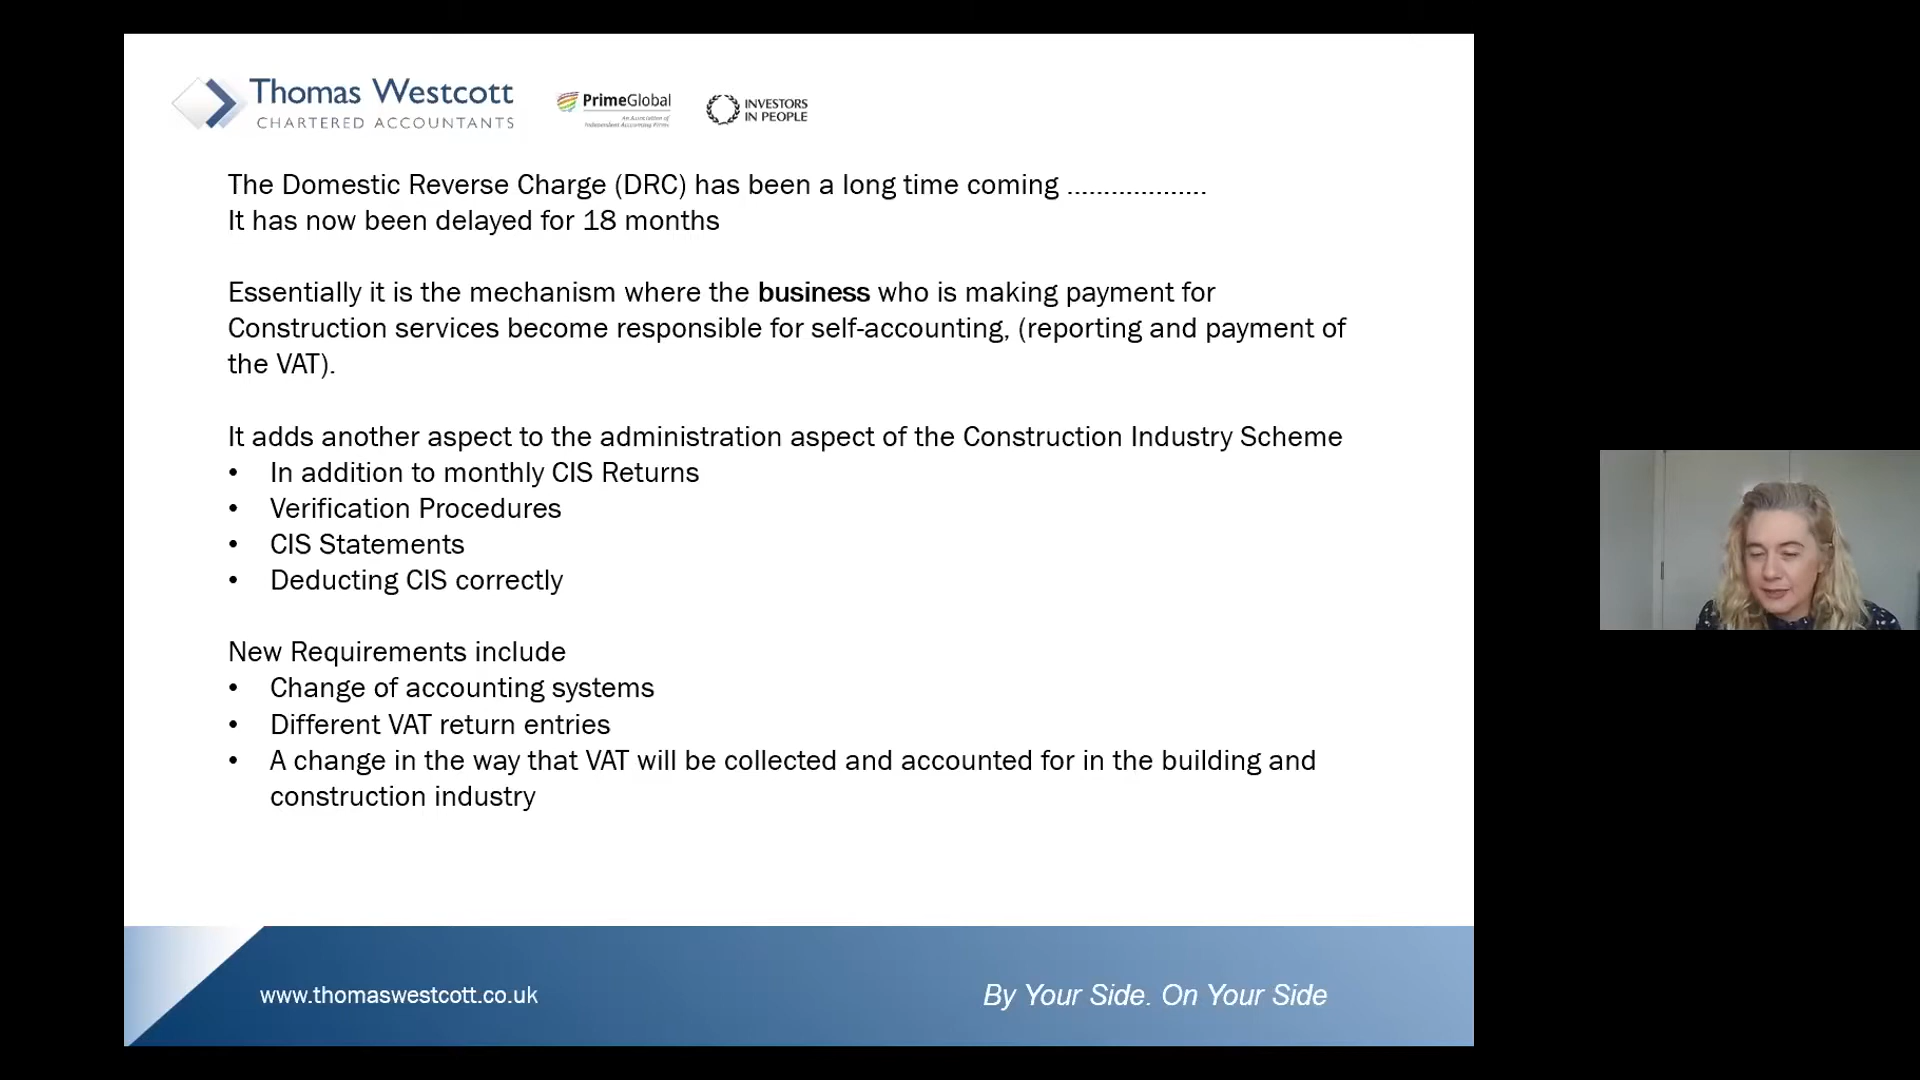 Thomas Westcott
CHARTERED ACCOUNTANTS
PrimeGlobal
An Association of
Independent Accounting Firms
INVESTORS
IN PEOPLE
The Domestic Reverse Charge (DRC) has been a long time coming ...................
It has now been delayed for 18 months
Essentially it is the mechanism where the business who is making payment for
Construction services become responsible for self-accounting, (reporting and payment of
the VAT).
It adds another aspect to the administration aspect of the Construction Industry Scheme
• In addition to monthly CIS Returns
• Verification Procedures
• CIS Statements
• Deducting CIS correctly
New Requirements include
• Change of accounting systems
• Different VAT return entries
• A change in the way that VAT will be collected and accounted for in the building and
construction industry
www.thomaswestcott.co.uk
By Your Side. On Your Side